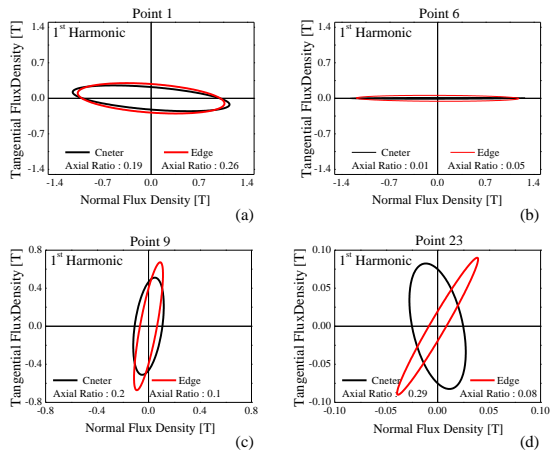 Point 1
1st Harmonic
Tangential FluxDensity [T]
1.4
0.7
0.0
-0.7
-1.4
Cneter
Edge
Axial Ratio : 0.19
Axial Ratio : 0.26
-1.4 -0.7 0.0 0.7 1.4
Normal Flux Density [T]
(a)
Point 6
1st Harmonic
Tangential FluxDensity [T]
1.4
0.7
0.0
-0.7
-1.4
Cneter
Edge
Axial Ratio : 0.01
Axial Ratio : 0.05
-1.4 -0.7 0.0 0.7 1.4
Normal Flux Density [T]
(b)
Point 9
1st Harmonic
Tangential FluxDensity [T]
0.8
0.4
0.0
-0.4
-0.8
Cneter
Edge
Axial Ratio : 0.2
Axial Ratio : 0.1
-0.8 -0.4 0.0 0.4 0.8
Normal Flux Density [T]
(c)
Point 23
1st Harmonic
Tangential FluxDensity [T]
0.10
0.05
0.00
-0.05
-0.10
Cneter
Edge
Axial Ratio : 0.29
Axial Ratio : 0.08
-0.10 -0.05 0.00 0.05 0.10
Normal Flux Density [T]
(d)